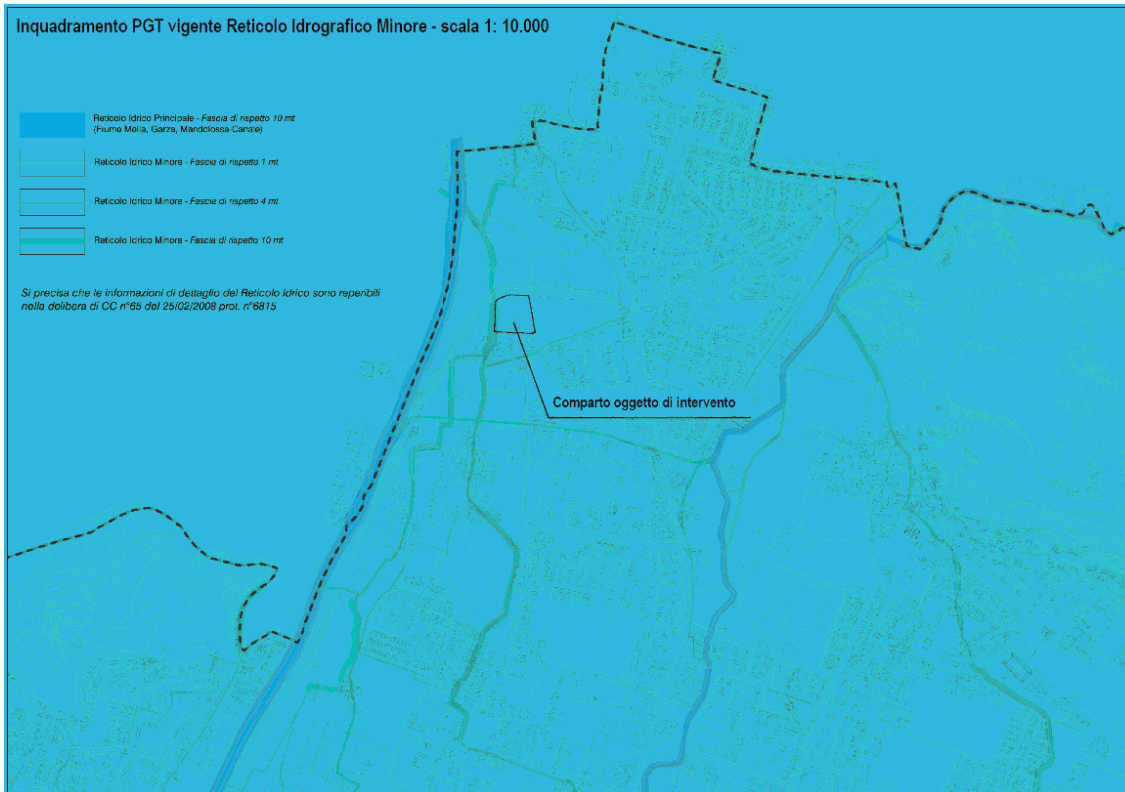 Inquadramento PGT vigente Reticolo Idrografico Minore - scala 1: 10.000
Reticolo Idrico Principale - Fascia di rispetto 10 mt
(Fiume Mella, Garza, Mandolossa-Canale)
Reticolo Idrico Minore - Fascia di rispetto 1 mt
Reticolo Idrico Minore - Fascia di rispetto 4 mt
Reticolo Idrico Minore - Fascia di rispetto 10 mt
Si precisa che le informazioni di dettaglio del Reticolo Idrico sono reperibili
nella delibera di CC n°65 del 25/02/2008 prot. n°6815
Comparto oggetto di intervento